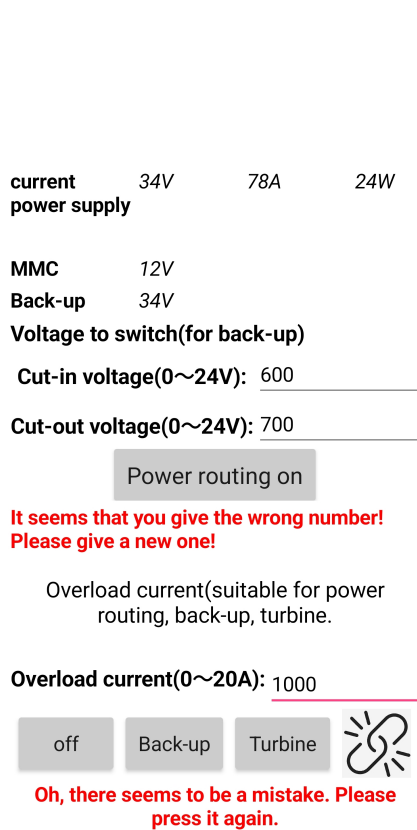 current 34V 78A 24W
power supply
MMC 12V
Back-up 34V
Voltage to switch(for back-up)
Cut-in voltage(0～24V): 600
Cut-out voltage(0～24V): 700
Power routing on
It seems that you give the wrong number!
Please give a new one!
Overload current(suitable for power
routing, back-up, turbine.
Overload current(0～20A): 1000
off Back-up Turbine
Oh, there seems to be a mistake. Please
press it again.